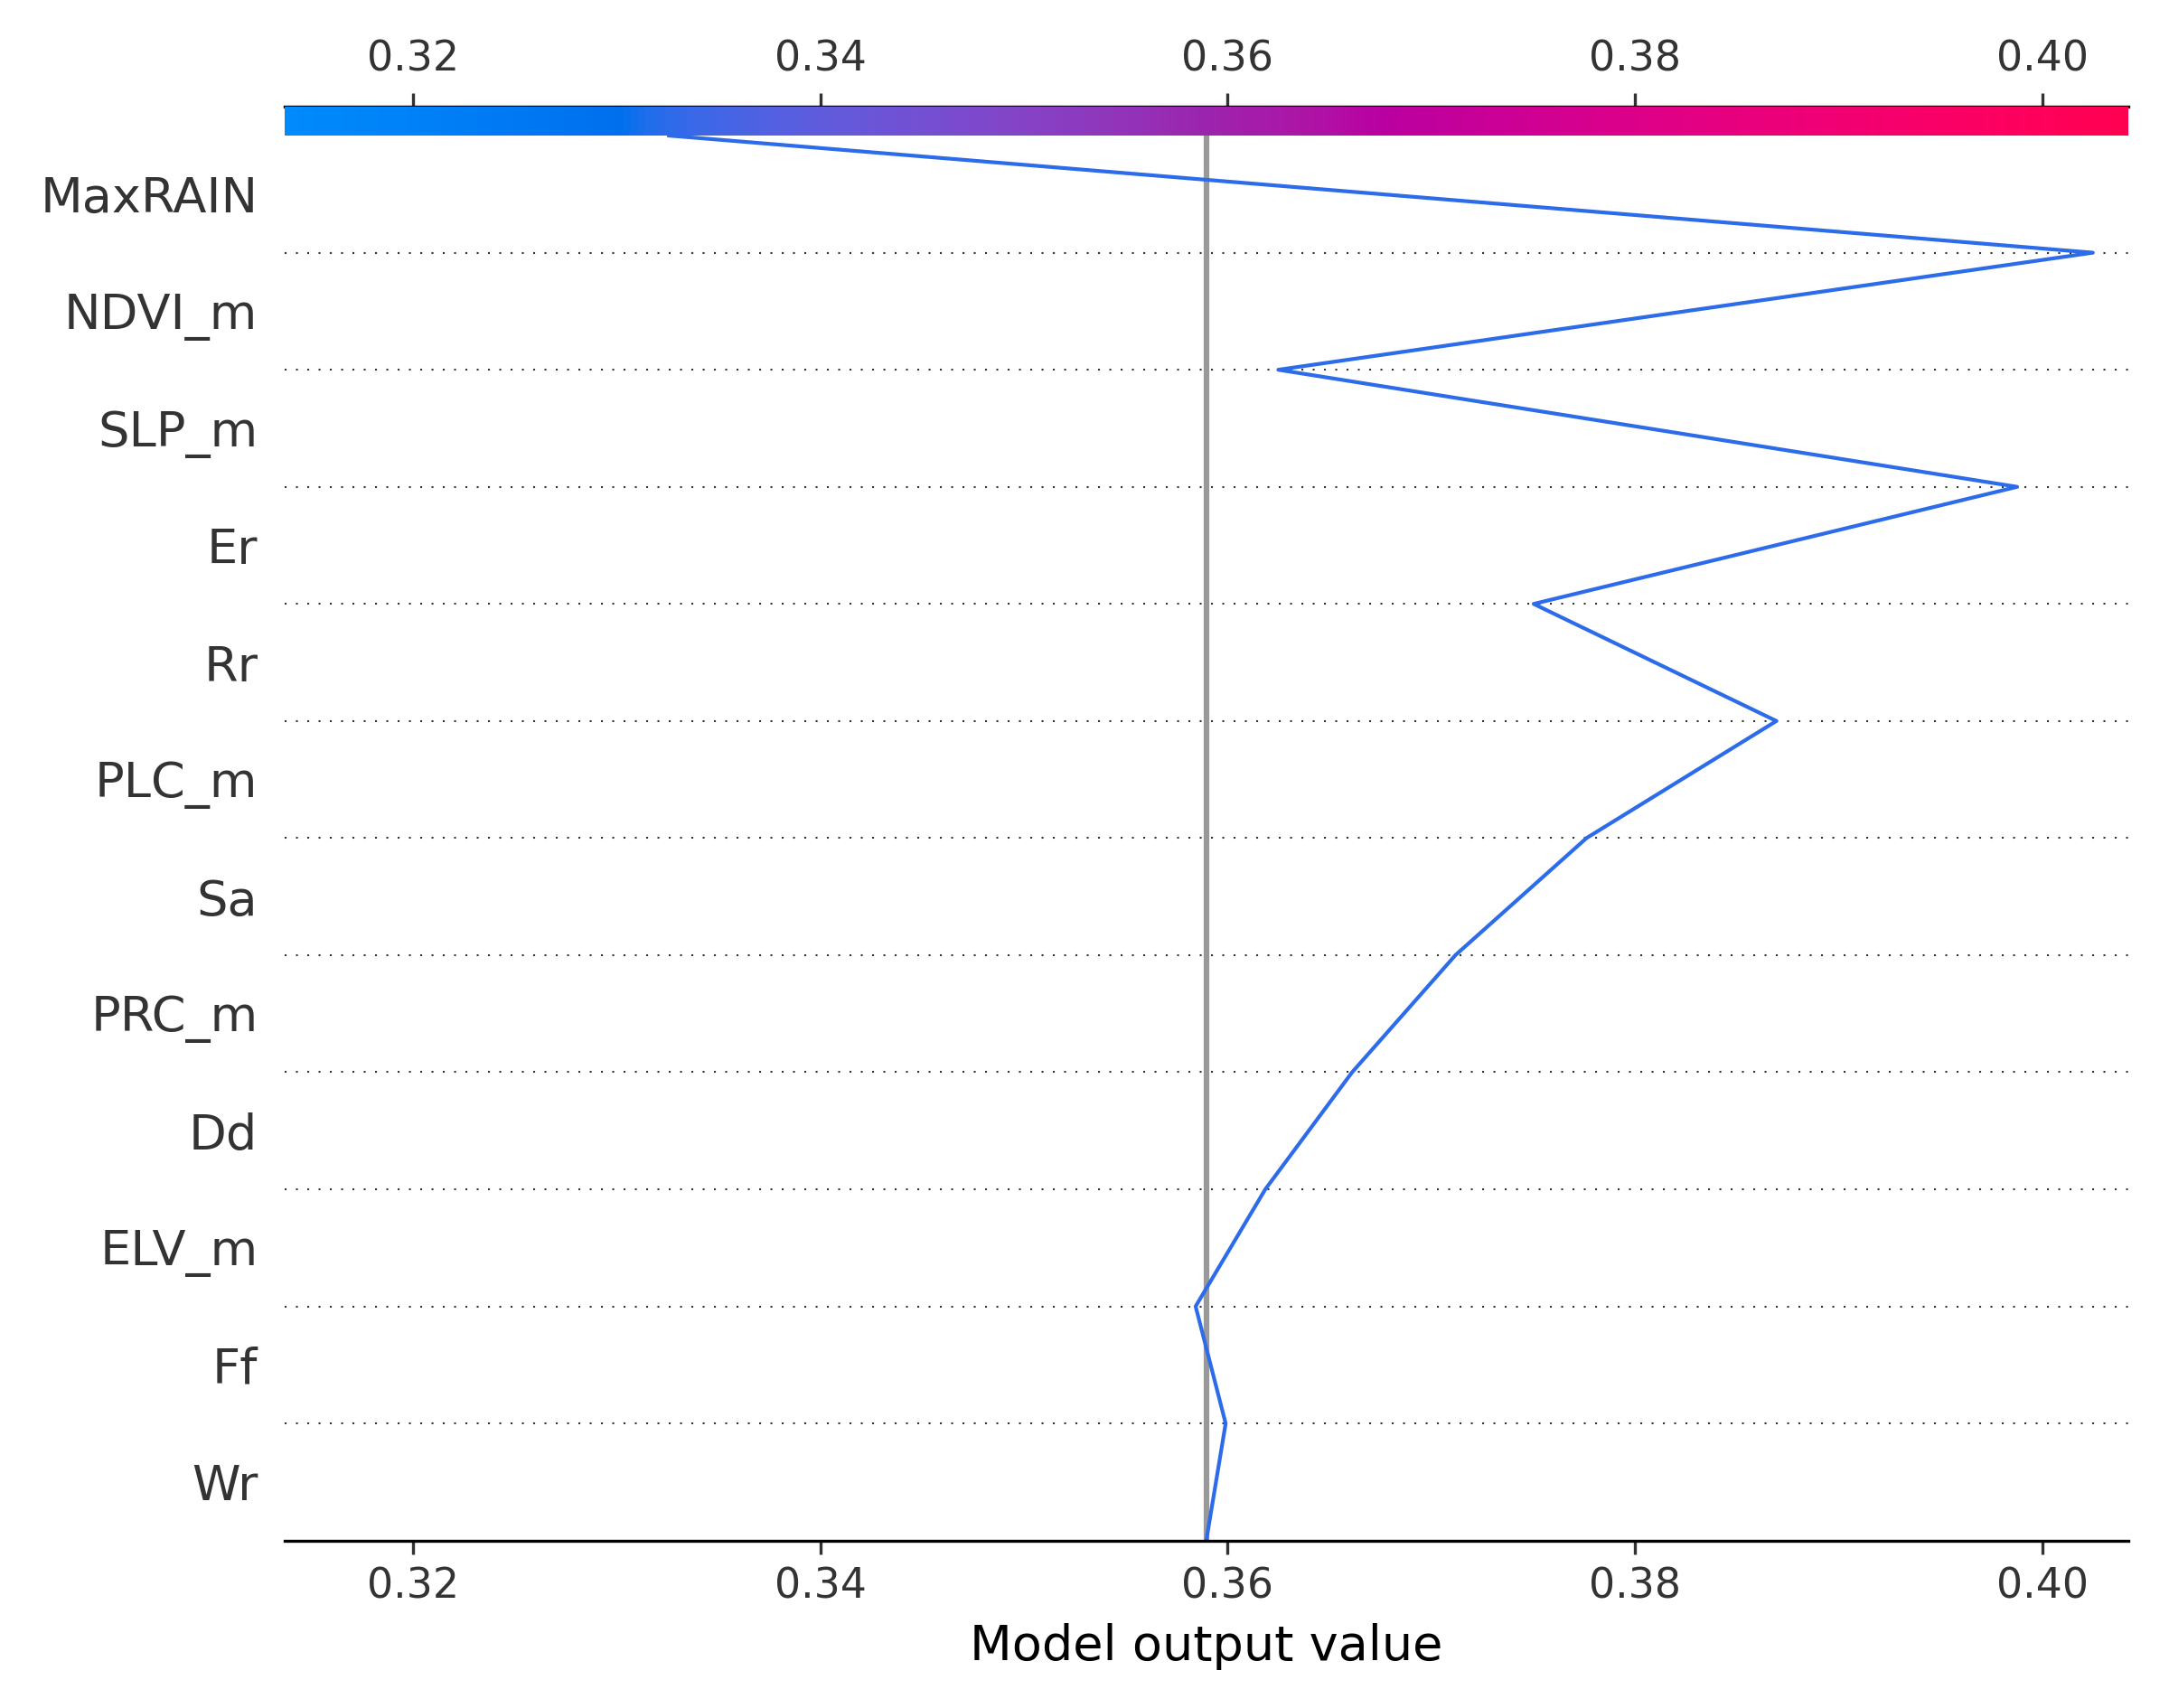 0.32 0.34 0.36 0.38 0.40
MaxRAIN
NDVI_m
SLP_m
Er
Rr
PLC_m
Sa
PRC_m
Dd
ELV_m
Ff
Wr
0.32 0.34 0.36 0.38 0.40
Model output value